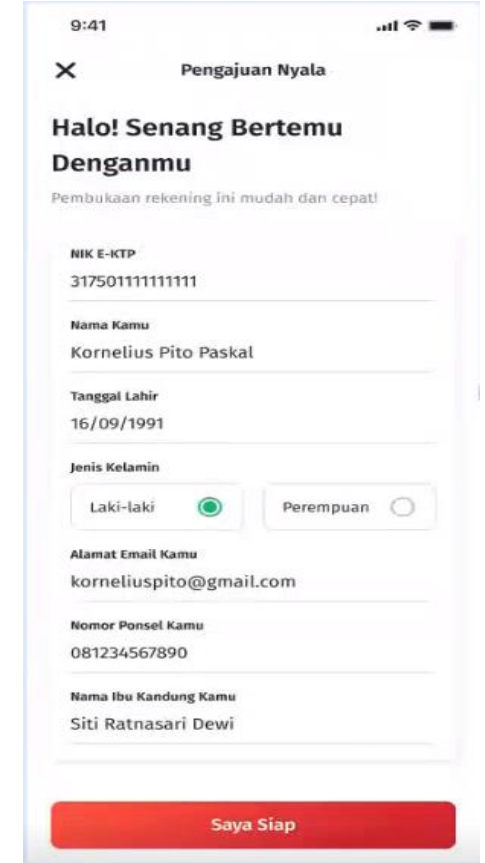 9:41
Pengajuan Nyala
Halo! Senang Bertemu
Denganmu
Pembukaan rekening ini mudah dan cepat!
NIK E-KTP
317501111111111
Nama Kamu
Kornelius Pito Paskal
Tanggal Lahir
16/09/1991
Jenis Kelamin
Laki-laki Perempuan
Alamat Email Kamu
korneliuspito@gmail.com
Nomor Ponsel Kamu
081234567890
Nama Ibu Kandung Kamu
Siti Ratnasari Dewi
Saya Siap